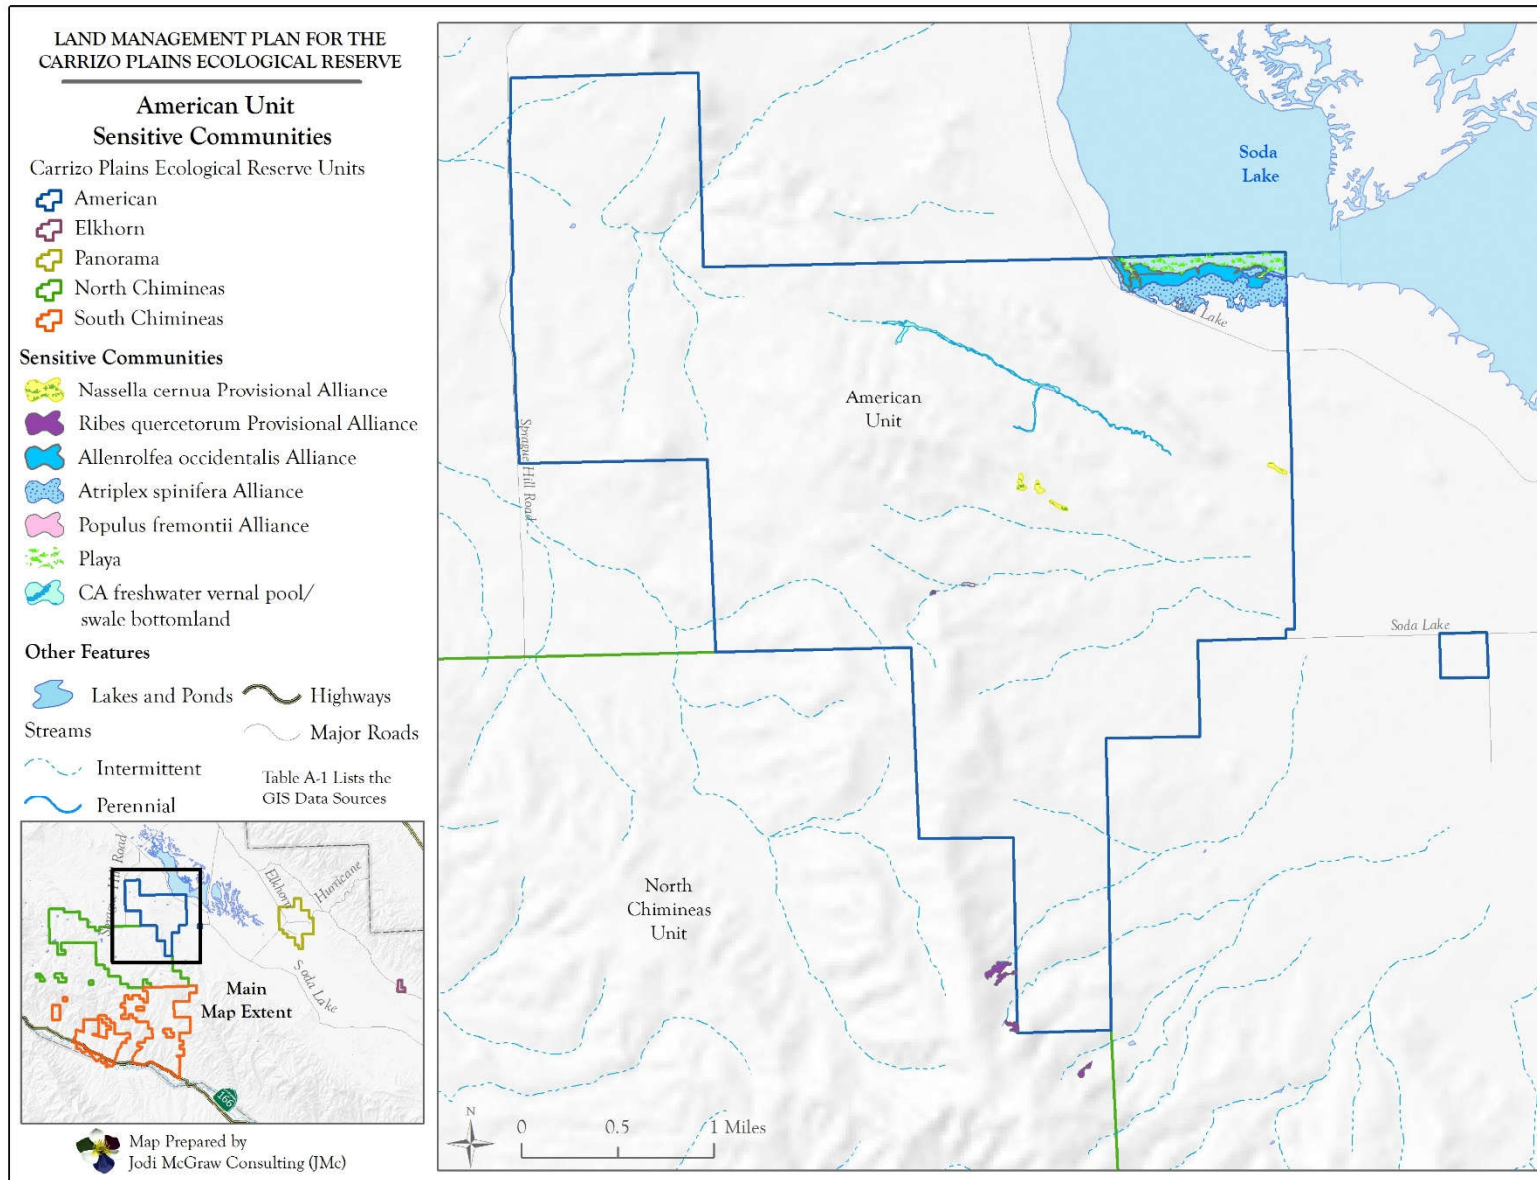 LAND MANAGEMENT PLAN FOR THE
CARRIZO PLAINS ECOLOGICAL RESERVE
American Unit
Sensitive Communities
Carrizo Plains Ecological Reserve Units
American
Elkhorn
Panorama
North Chimineas
South Chimineas
Sensitive Communities
Nassella cernua Provisional Alliance
Ribes quercetorum Provisional Alliance
Allenrolfea occidentalis Alliance
Atriplex spinifera Alliance
Populus fremontii Alliance
Playa
CA freshwater vernal pool/
swale bottomland
Other Features
Lakes and Ponds
Highways
Streams
Major Roads
Intermittent
Perennial
Table A-1 Lists the
GIS Data Sources
Hill Road
Elkhorn
Hurricane
Soda Lake
Main
Map Extent
166
Map Prepared by
Jodi McGraw Consulting (JMc)
Soda
Lake
Lake
American
Unit
Sprague Hill Road
Soda Lake
North
Chimineas
Unit
N
0 0.5 1 Miles